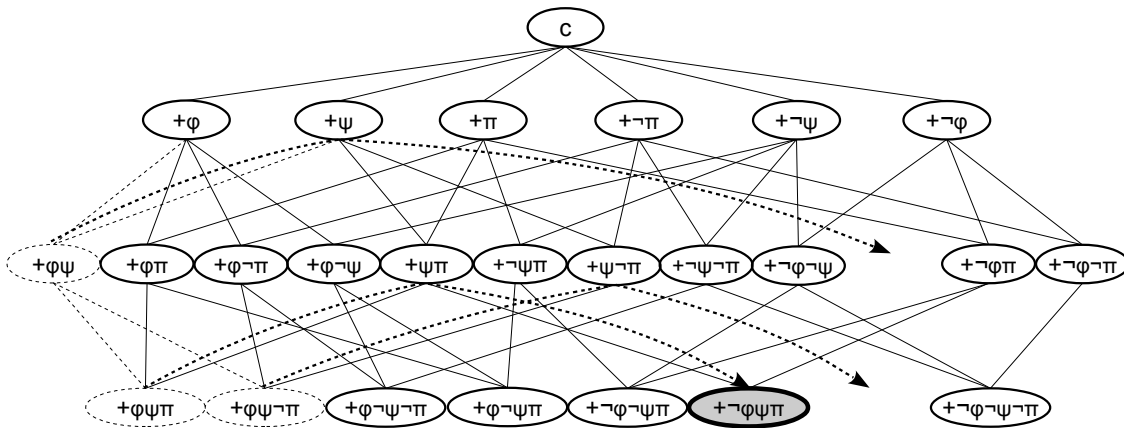 c
+φ +ψ +π +¬π +¬ψ +¬φ
+φψ +φπ +φ¬π +φ¬ψ +ψπ +¬ψπ +ψ¬π +¬ψ¬π +¬φ¬ψ +¬φπ +¬φ¬π
+φψπ +φψ¬π +φ¬ψ¬π +φ¬ψπ +¬φ¬ψπ +¬φψπ +¬φ¬ψ¬π